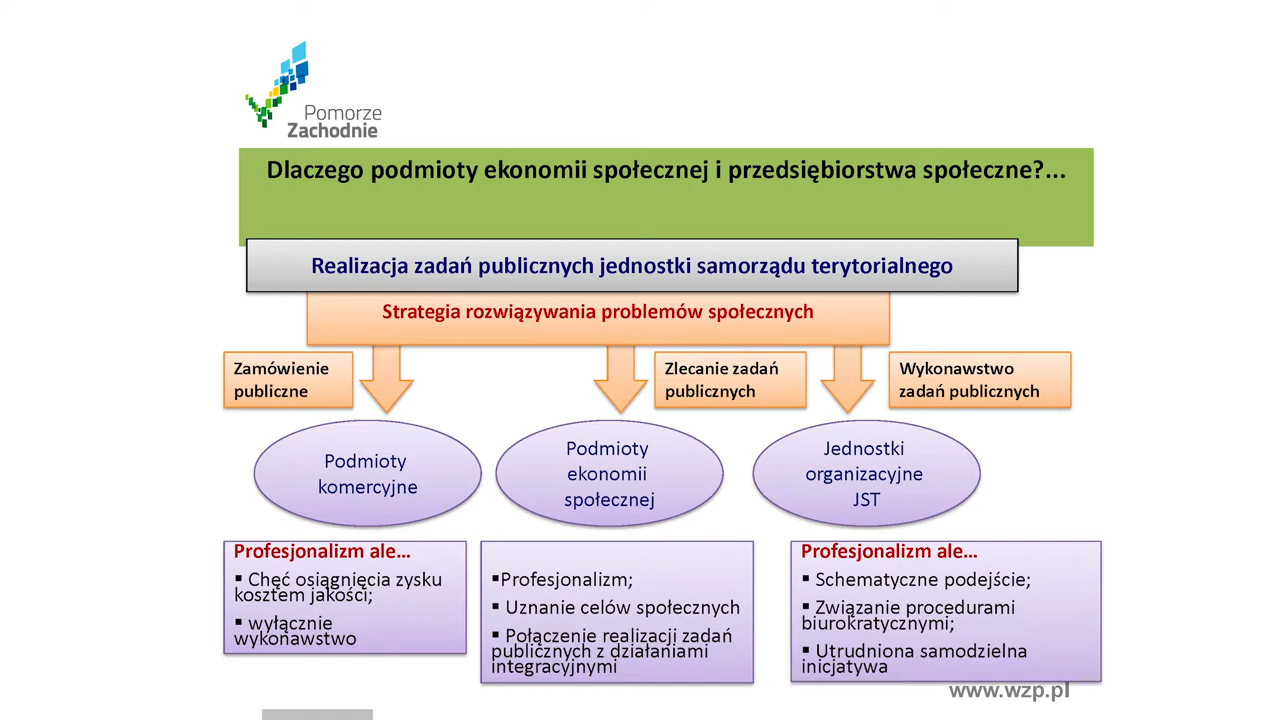 Pomorze
Zachodnie
Dlaczego podmioty ekonomii społecznej i przedsiębiorstwa społeczne?...
Realizacja zadań publicznych jednostki samorządu terytorialnego
Strategia rozwiązywania problemów społecznych
Zamówienie
publiczne
Zlecanie zadań
publicznych
Wykonawstwo
zadań publicznych
Podmioty
komercyjne
Podmioty
ekonomii
społecznej
Jednostki
organizacyjne
JST
Profesjonalizm ale...
▪ Chęć osiągnięcia zysku
kosztem jakości;
▪ wyłącznie
wykonawstwo
▪Profesjonalizm;
▪ Uznanie celów społecznych
▪ Połączenie realizacji zadań
publicznych z działaniami
integracyjnymi
Profesjonalizm ale...
▪ Schematyczne podejście;
▪ Związanie procedurami
biurokratycznymi;
▪ Utrudniona samodzielna
inicjatywa
www.wzp.pl